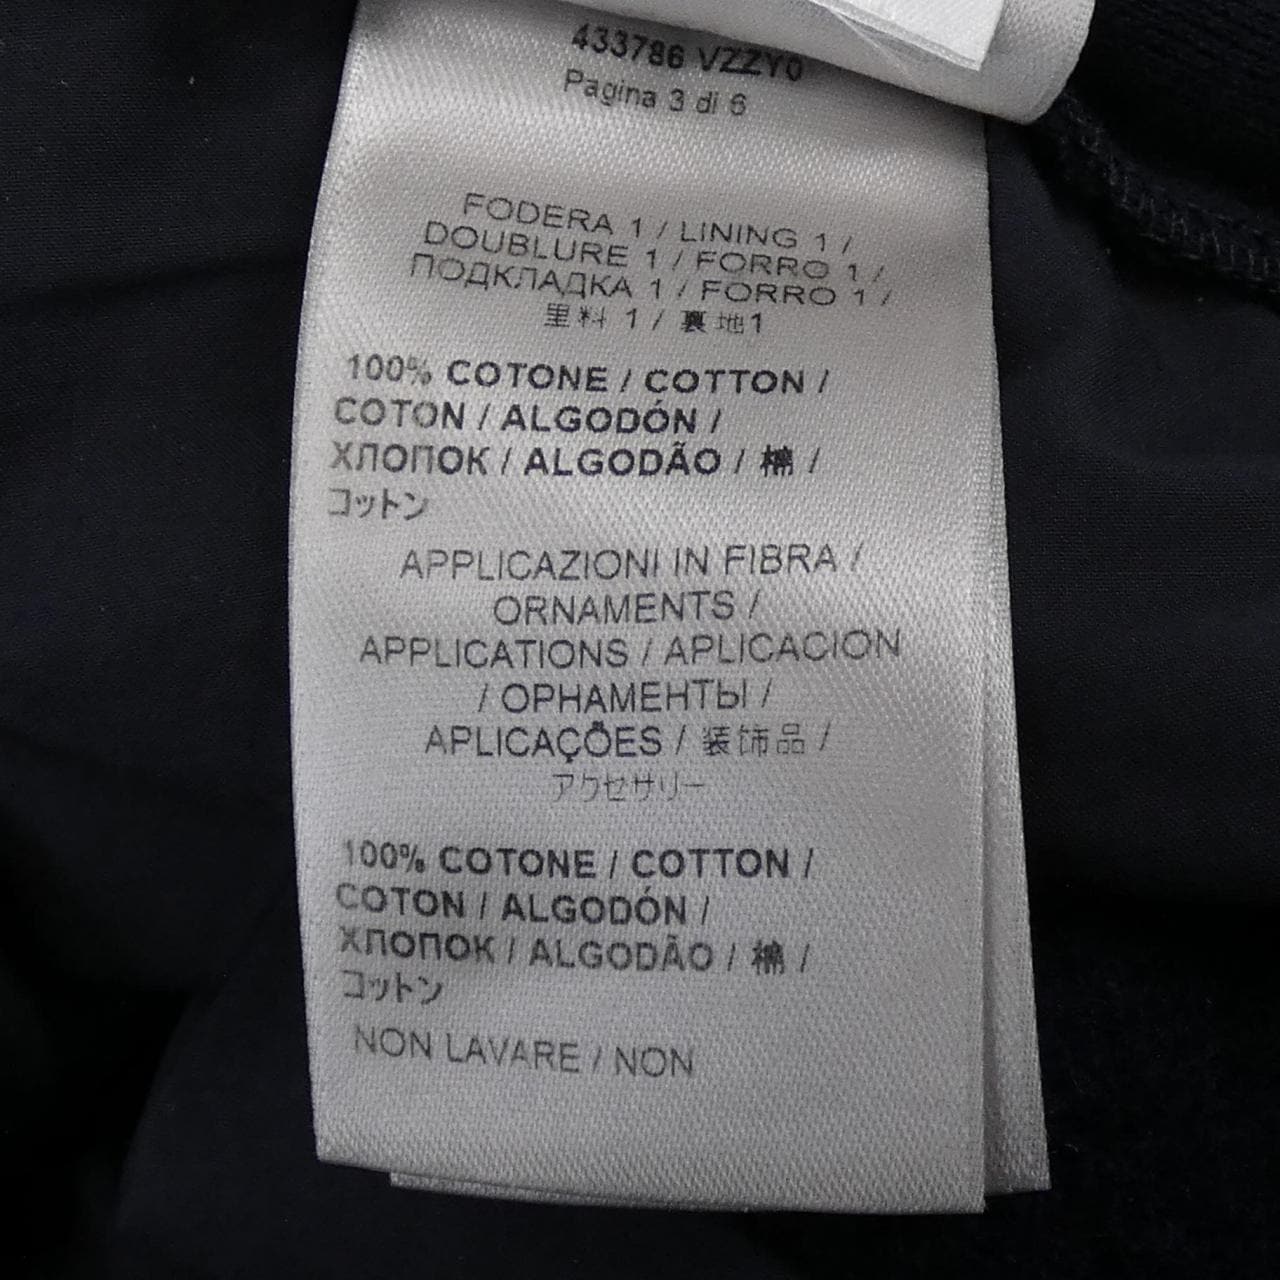 433786 VZZY0
Pagina 3 di 6
FODERA 1 / LINING 1 /
DOUBLURE 1 / FORRO 1 /
ПОДКЛАДКА 1 / FORRO 1 /
里料 1 / 裏地1
100% COTONE / COTTON /
COTON / ALGODÓN /
ХЛОПОК / ALGODÃO / 棉 /
コットン
APPLICAZIONI IN FIBRA /
ORNAMENTS /
APPLICATIONS / APLICACION
/ ОРНАМЕНТЫ /
APLICAÇÕES / 装饰品 /
アクセサリー
100% COTONE / COTTON /
COTON / ALGODÓN /
ХЛОПОК / ALGODÃO / 棉 /
コットン
NON LAVARE / NON